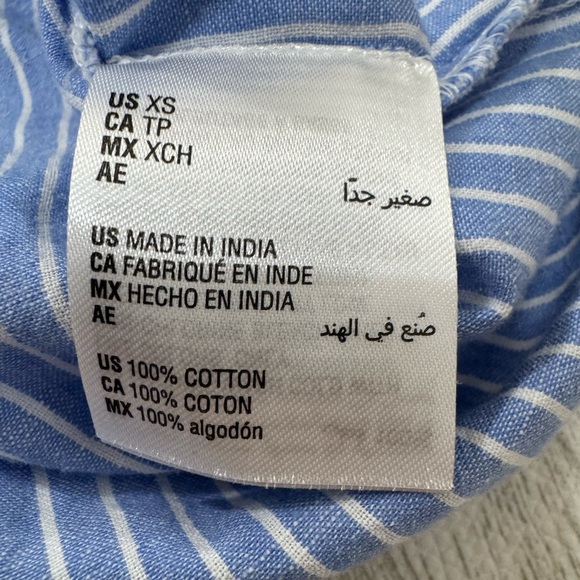 US XS
CA TP
MX XCH
AE صغير جدّا
US MADE IN INDIA
CA FABRIQUÉ EN INDE
MX HECHO EN INDIA
AE صُنع في الهند
US 100% COTTON
CA 100% COTON
MX 100% algodón